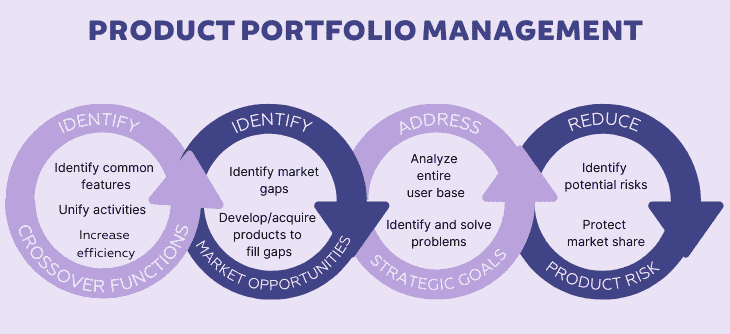 PRODUCT PORTFOLIO MANAGEMENT
IDENTIFY
Identify common
features
Unify activities
Increase
efficiency
CROSSOVER FUNCTIONS
IDENTIFY
Identify market
gaps
Develop/acquire
products to
fill gaps
MARKET OPPORTUNITIES
ADDRESS
Analyze
entire
user base
Identify and solve
problems
STRATEGIC GOALS
REDUCE
Identify
potential risks
Protect
market share
PRODUCT RISK